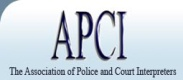 APCI
The Association of Police and Court Interpreters